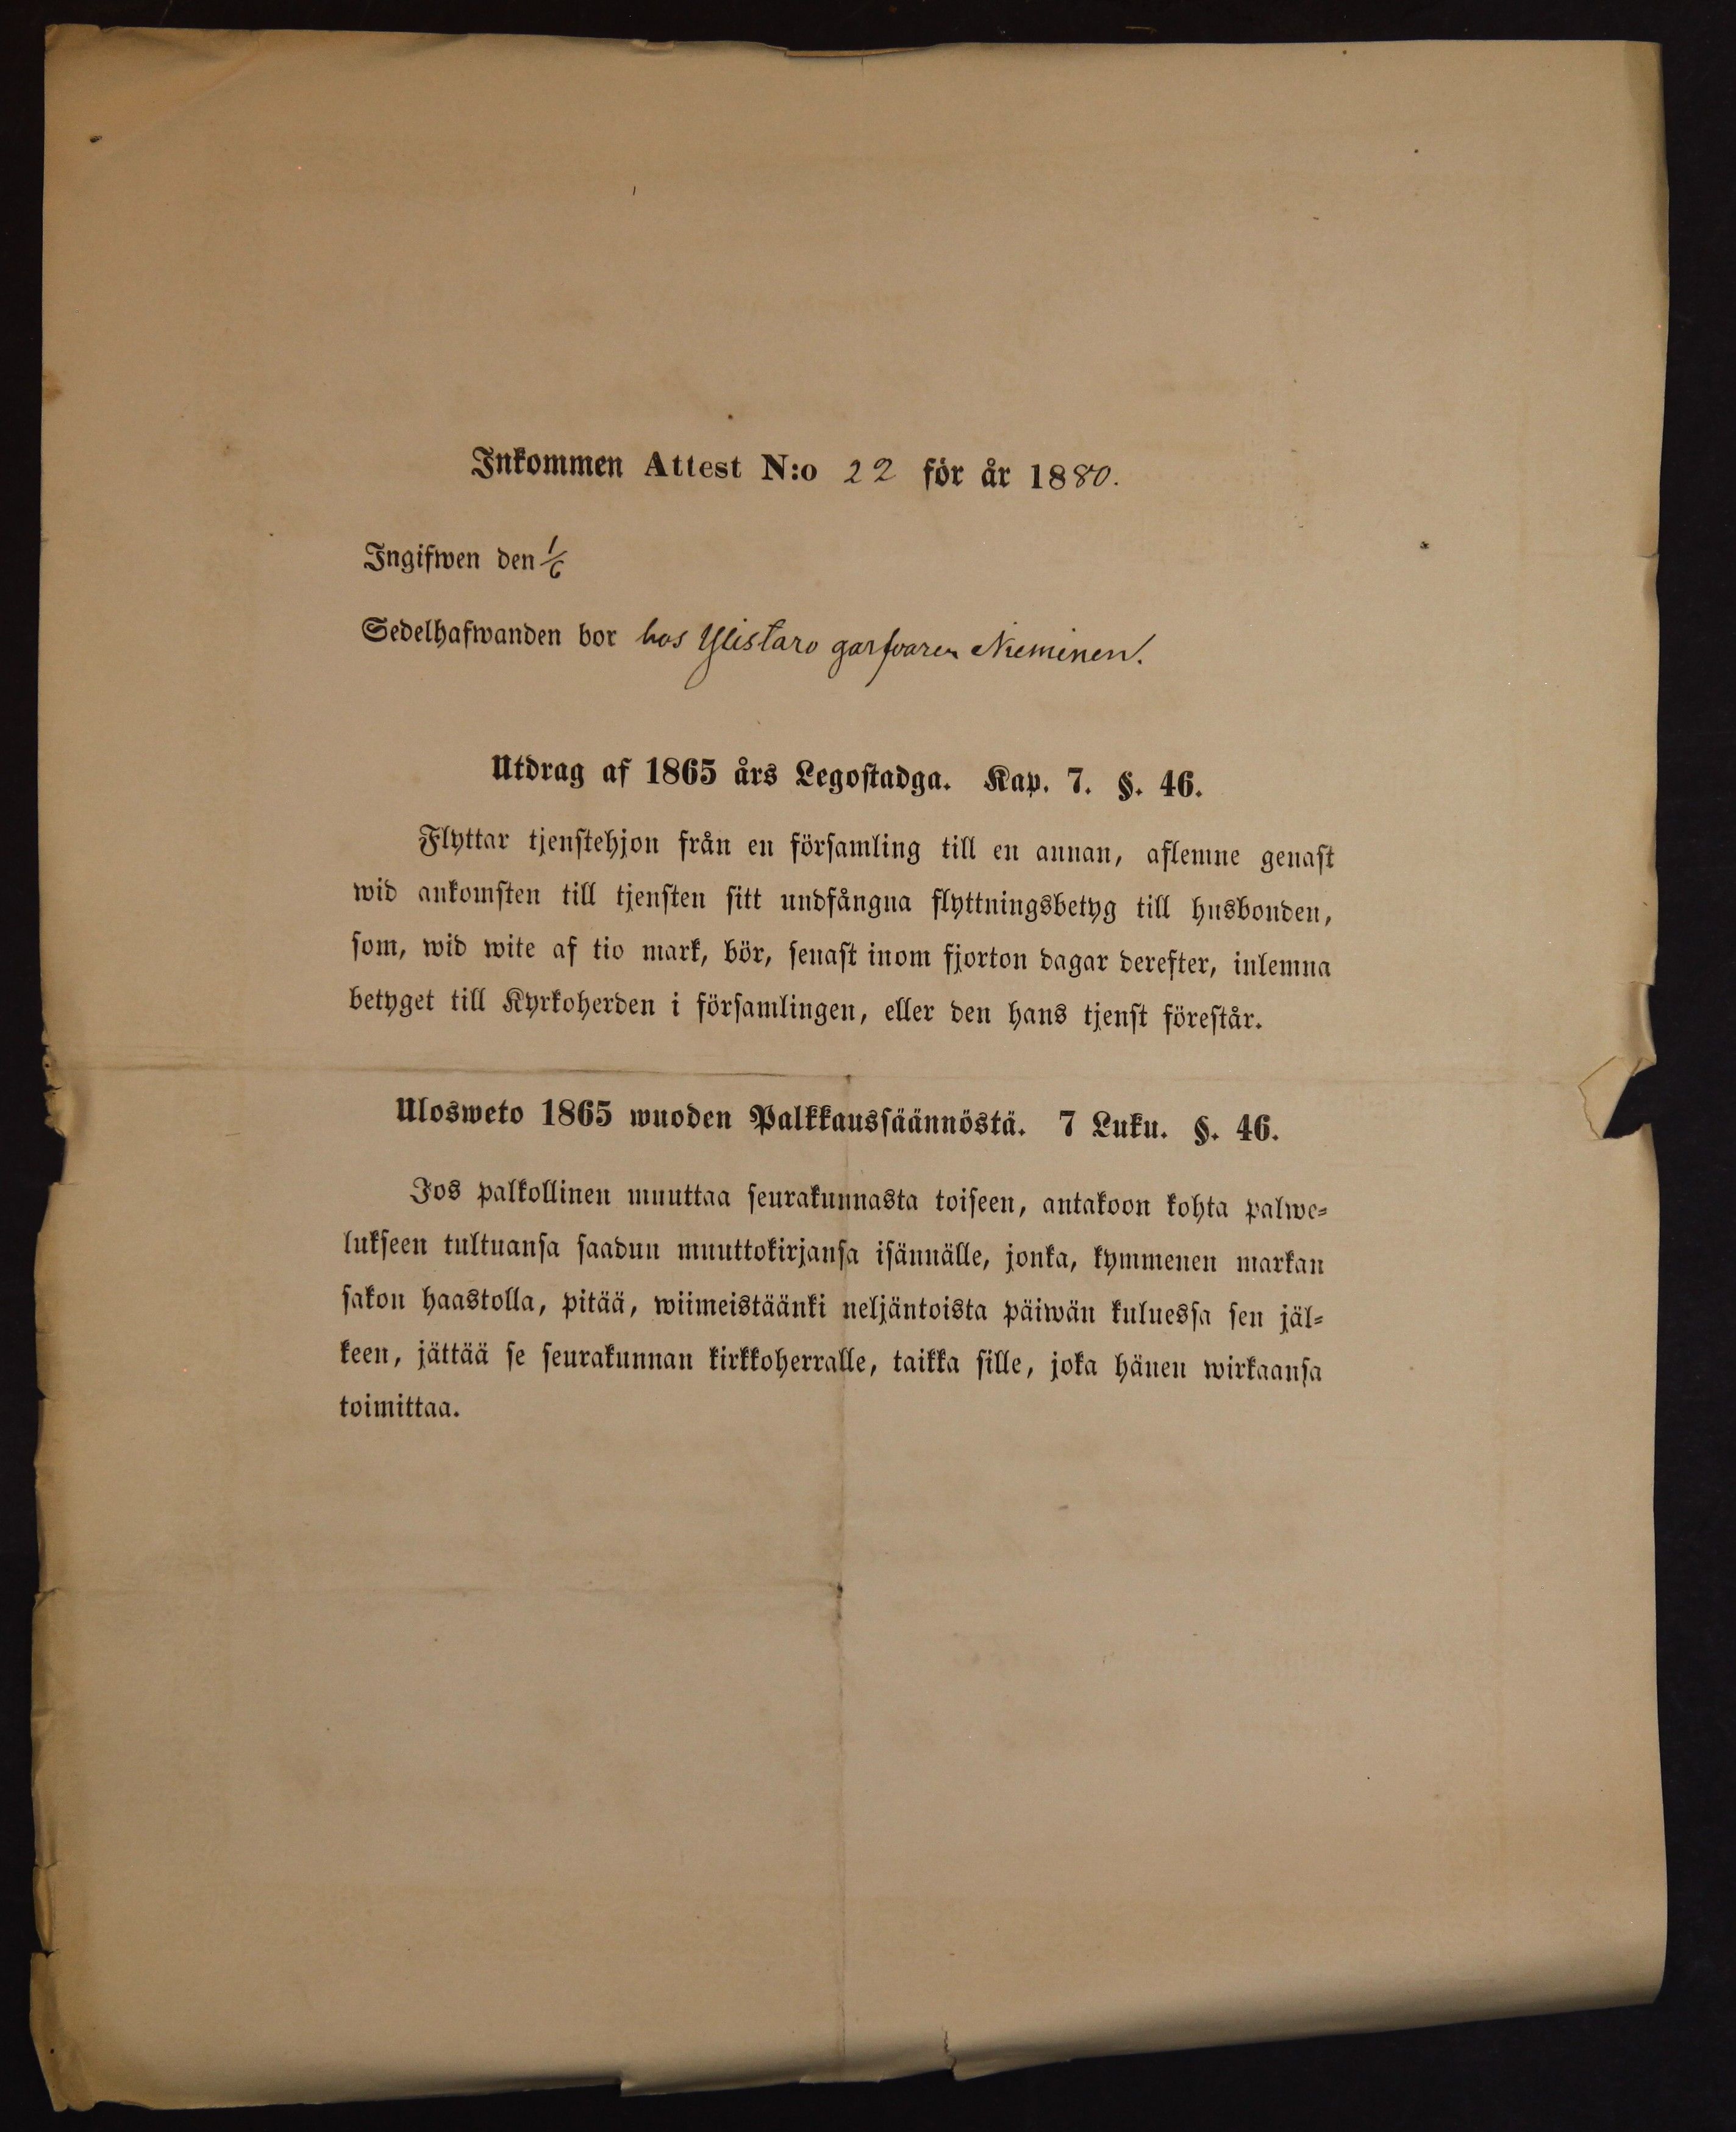 Inkommen Attest N:o 22 för år 1880.
Ingifwen den 1/6
Sedelhafwanden bor hos Ylistaro garfvaren Nieminen.
Utdrag af 1865 års Legostadga. Kap. 7. §. 46.
Flyttar tjenstehjon från en församling till en annan, aflemne genast
wid ankomsten till tjensten sitt undfångna flyttningsbetyg till husbonden,
som, wid wite af tio mark, bör, senast inom fjorton dagar derefter, inlemna
betyget till Kyrkoherden i församlingen, eller den hans tjenst förestår.
Ulosweto 1865 wuoden Palkkaussäännöstä. 7 Luku. §. 46.
Jos palkollinen muuttaa seurakunnasta toiseen, antakoon kohta palwe-
lukseen tultuansa saadun muuttokirjansa isännälle, jonka, kymmenen markan
sakon haastolla, pitää, wiimeistäänki neljäntoista päiwän kuluessa sen jäl-
keen, jättää se seurakunnan kirkkoherralle, taikka sille, joka hänen wirkaansa
toimittaa.